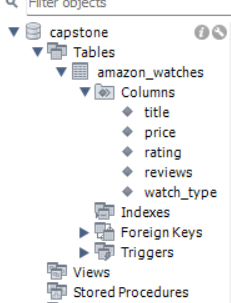 Filter objects
capstone
Tables
amazon_watches
Columns
title
price
rating
reviews
watch_type
Indexes
Foreign Keys
Triggers
Views
Stored Procedures